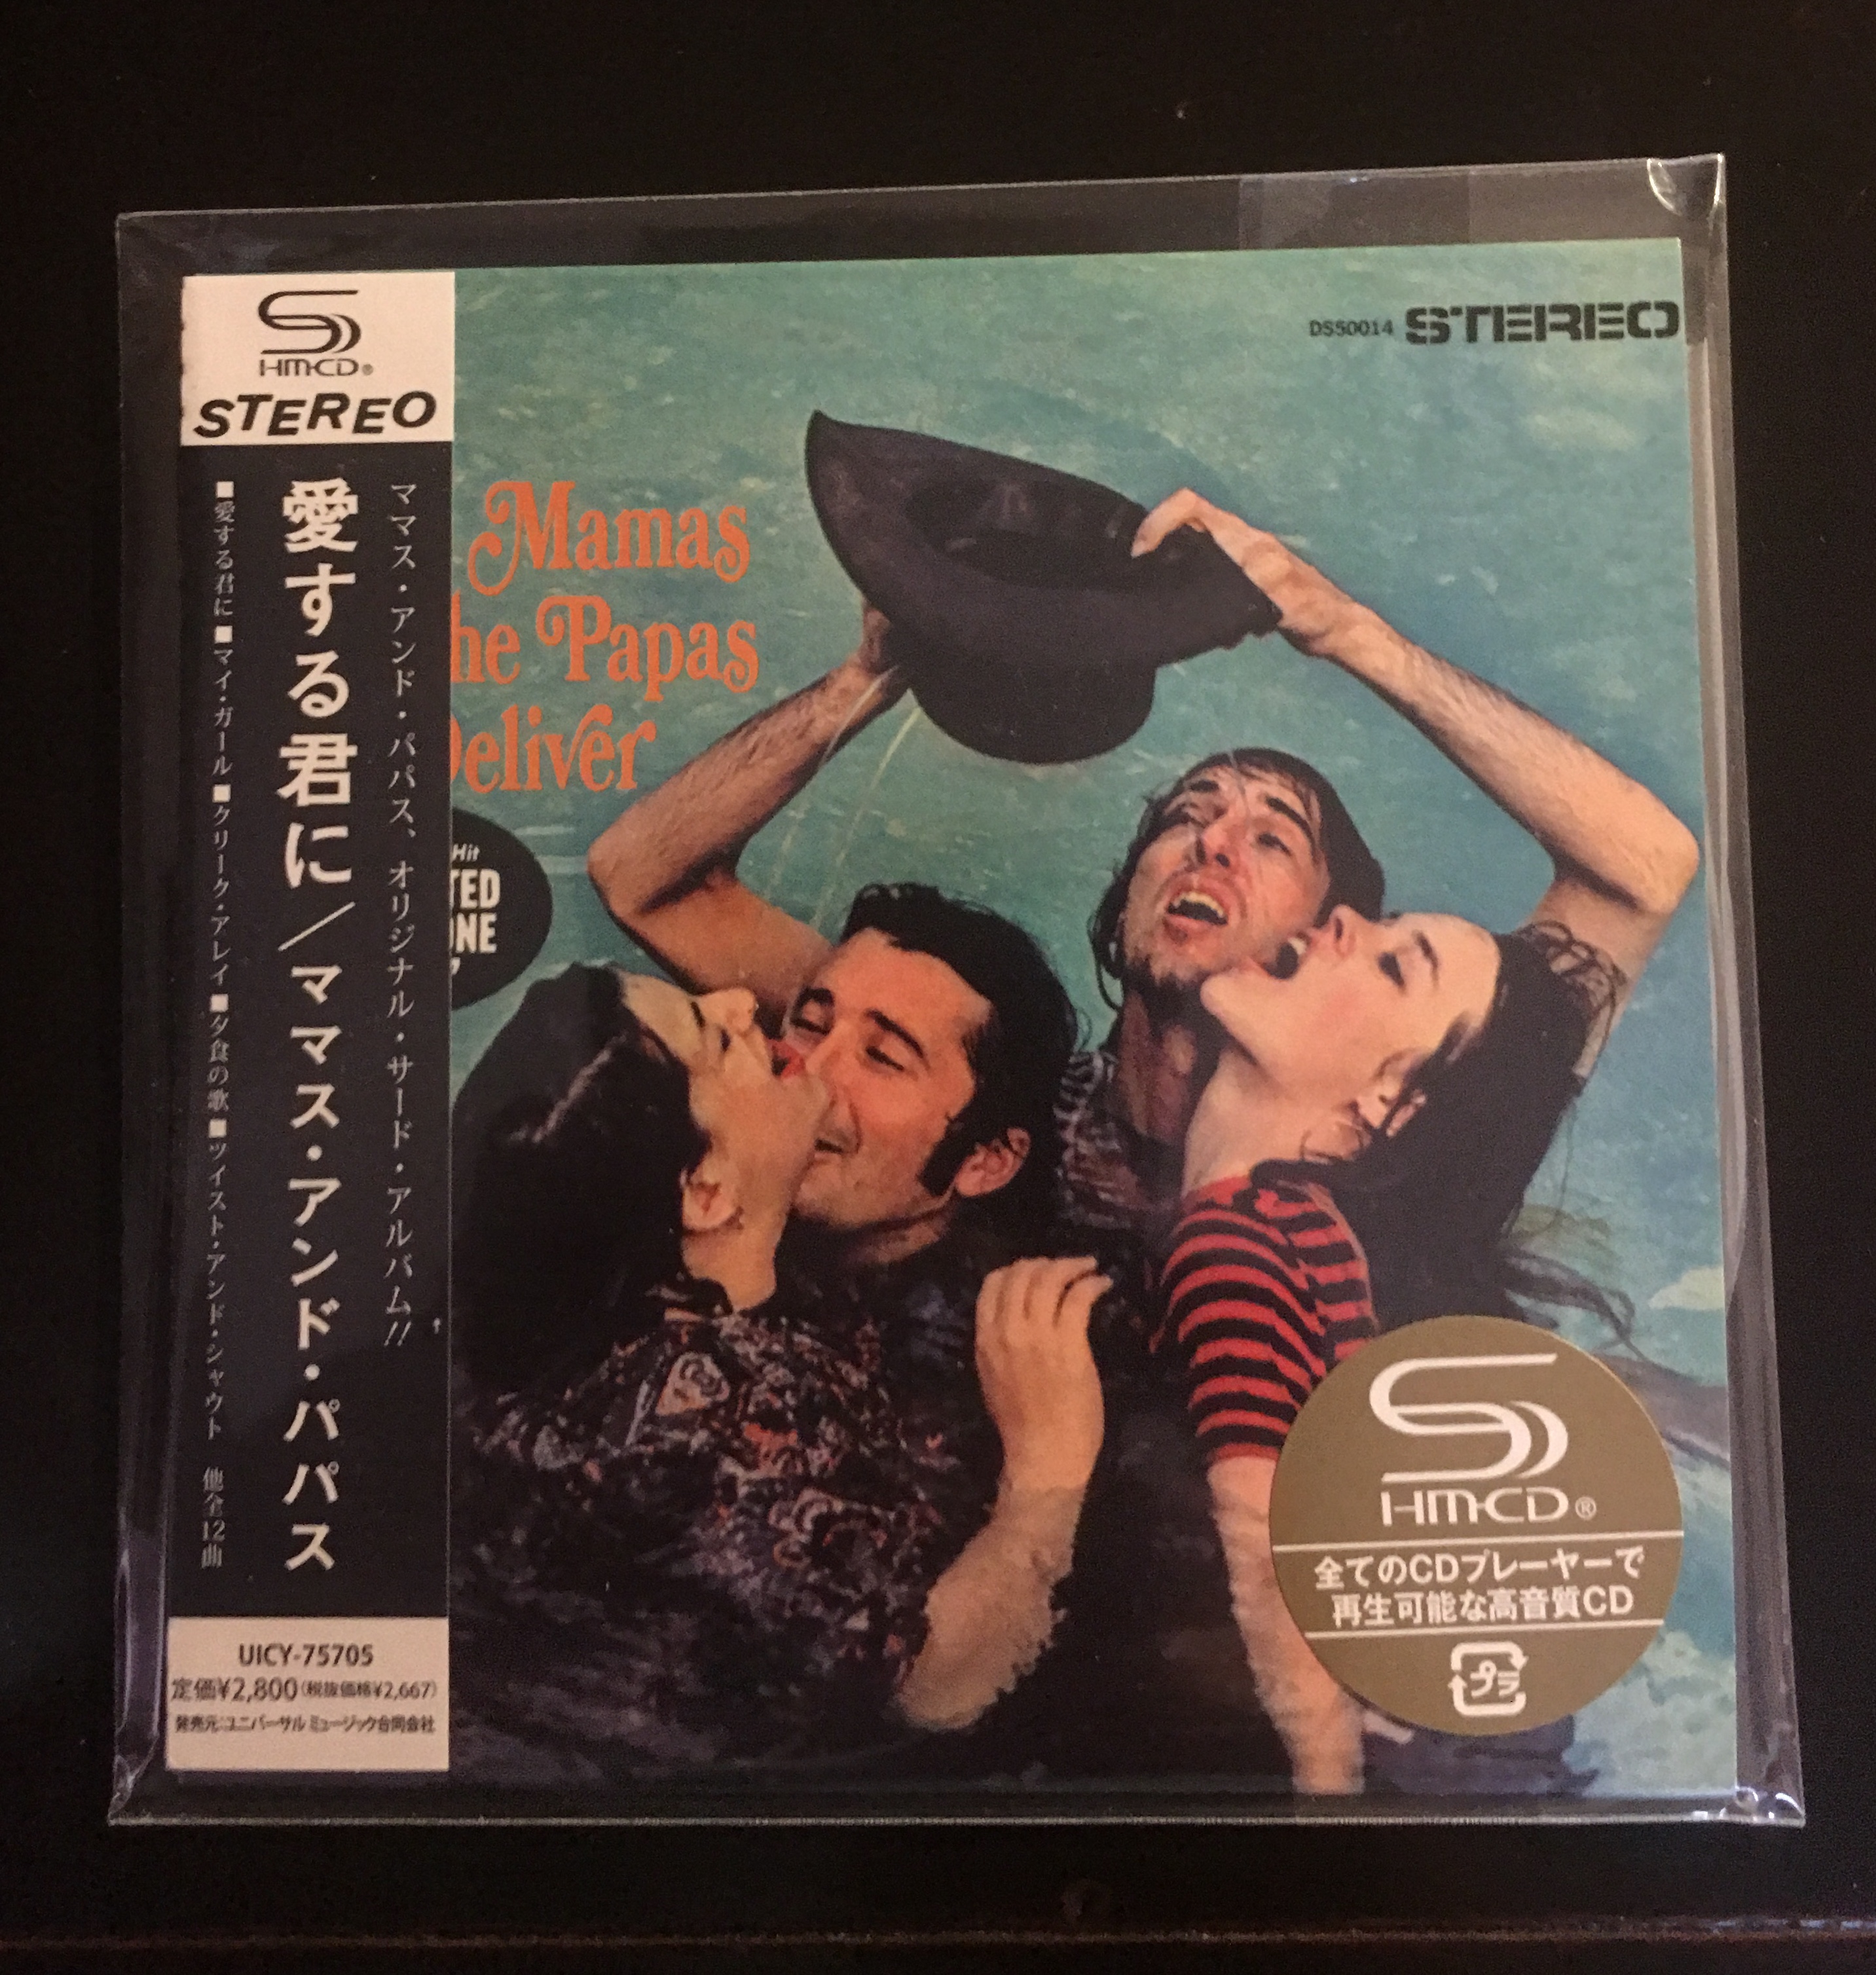 HM-CD®
STEREO
ママス・アンド・パパス、オリジナル・サード・アルバム!!
愛する君に／ママス・アンド・パパス
■愛する君に■マイ・ガール■クリーク・アレイ■夕食の歌■ツイスト・アンド・シャウト 他全12曲
UICY-75705
定価¥2,800(税抜価格¥2,667)
発売元:ユニバーサル ミュージック合同会社
DS50014 STEREO
Mamas
he Papas
Deliver
Hit
TED
ONE
"
SHM-CD®
全てのCDプレーヤーで
再生可能な高音質CD
プラ